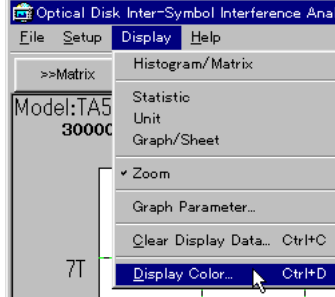 Optical Disk Inter-Symbol Interference Ana
File Setup Display Help
>>Matrix
Histogram/Matrix
Model:TA5
Statistic
30000
Unit
Graph/Sheet
Zoom
Graph Parameter...
Clear Display Data... Ctrl+C
7T
Display Color... Ctrl+D